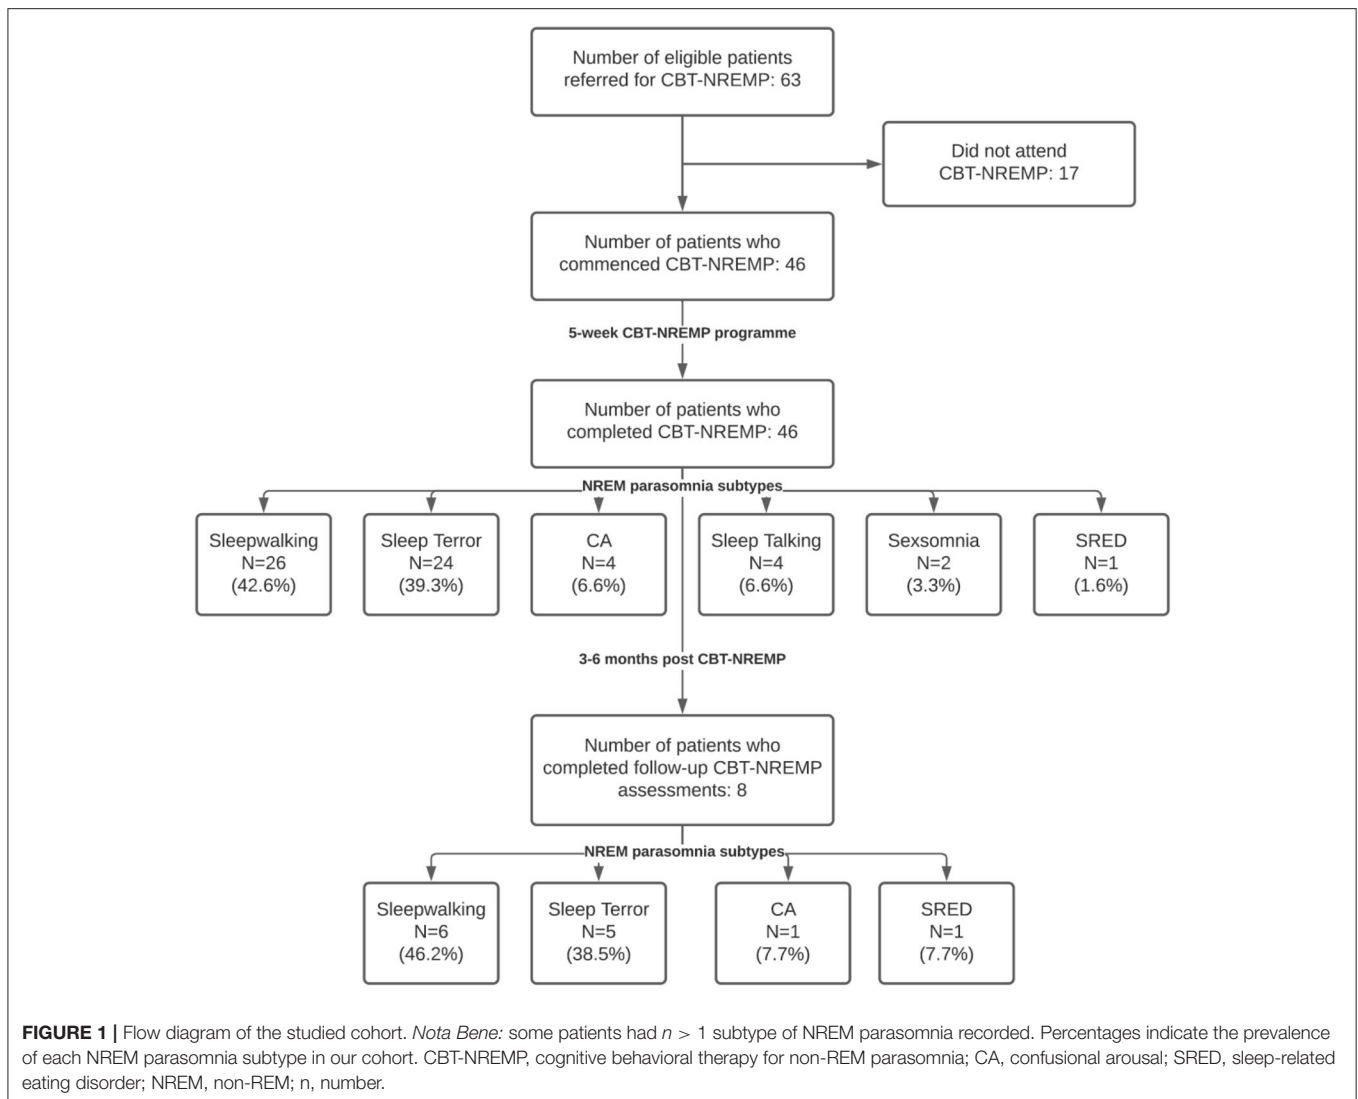 Number of eligible patients
referred for CBT-NREMP: 63
Did not attend
CBT-NREMP: 17
Number of patients who
commenced CBT-NREMP: 46
5-week CBT-NREMP programme
Number of patients who
completed CBT-NREMP: 46
NREM parasomnia subtypes
Sleepwalking
N=26
(42.6%)
Sleep Terror
N=24
(39.3%)
CA
N=4
(6.6%)
Sleep Talking
N=4
(6.6%)
Sexsomnia
N=2
(3.3%)
SRED
N=1
(1.6%)
3-6 months post CBT-NREMP
Number of patients who
completed follow-up CBT-NREMP
assessments: 8
NREM parasomnia subtypes
Sleepwalking
N=6
(46.2%)
Sleep Terror
N=5
(38.5%)
CA
N=1
(7.7%)
SRED
N=1
(7.7%)
FIGURE 1 | Flow diagram of the studied cohort. Nota Bene: some patients had n > 1 subtype of NREM parasomnia recorded. Percentages indicate the prevalence
of each NREM parasomnia subtype in our cohort. CBT-NREMP, cognitive behavioral therapy for non-REM parasomnia; CA, confusional arousal; SRED, sleep-related
eating disorder; NREM, non-REM; n, number.